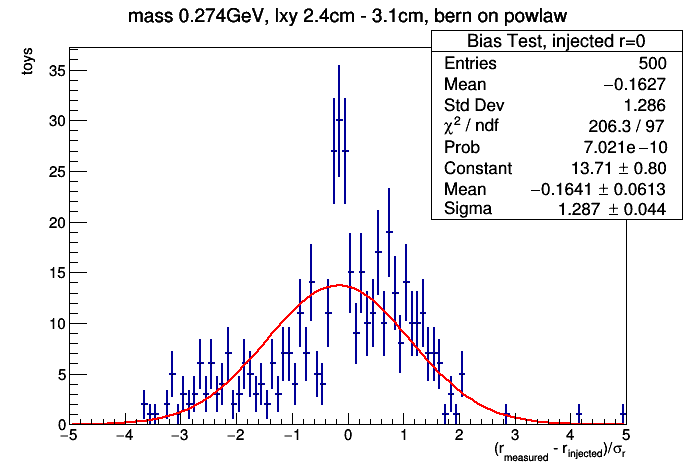 mass 0.274GeV, lxy 2.4cm - 3.1cm, bern on powlaw
Bias Test, injected r=0
Entries 500
Mean −0.1627
Std Dev 1.286
χ² / ndf 206.3 / 97
Prob 7.021e−10
Constant 13.71 ± 0.80
Mean −0.1641 ± 0.0613
Sigma 1.287 ± 0.044
toys
35
30
25
20
15
10
5
0
−5 −4 −3 −2 −1 0 1 2 3 4 5
(r_measured - r_injected)/σ_r